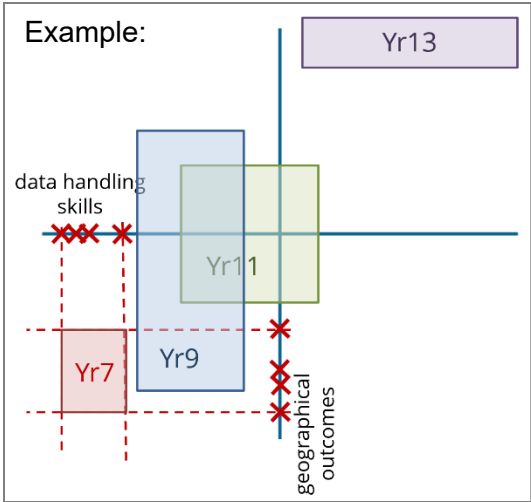 Example:
Yr13
data handling
skills
Yr11
Yr9
Yr7
geographical
outcomes